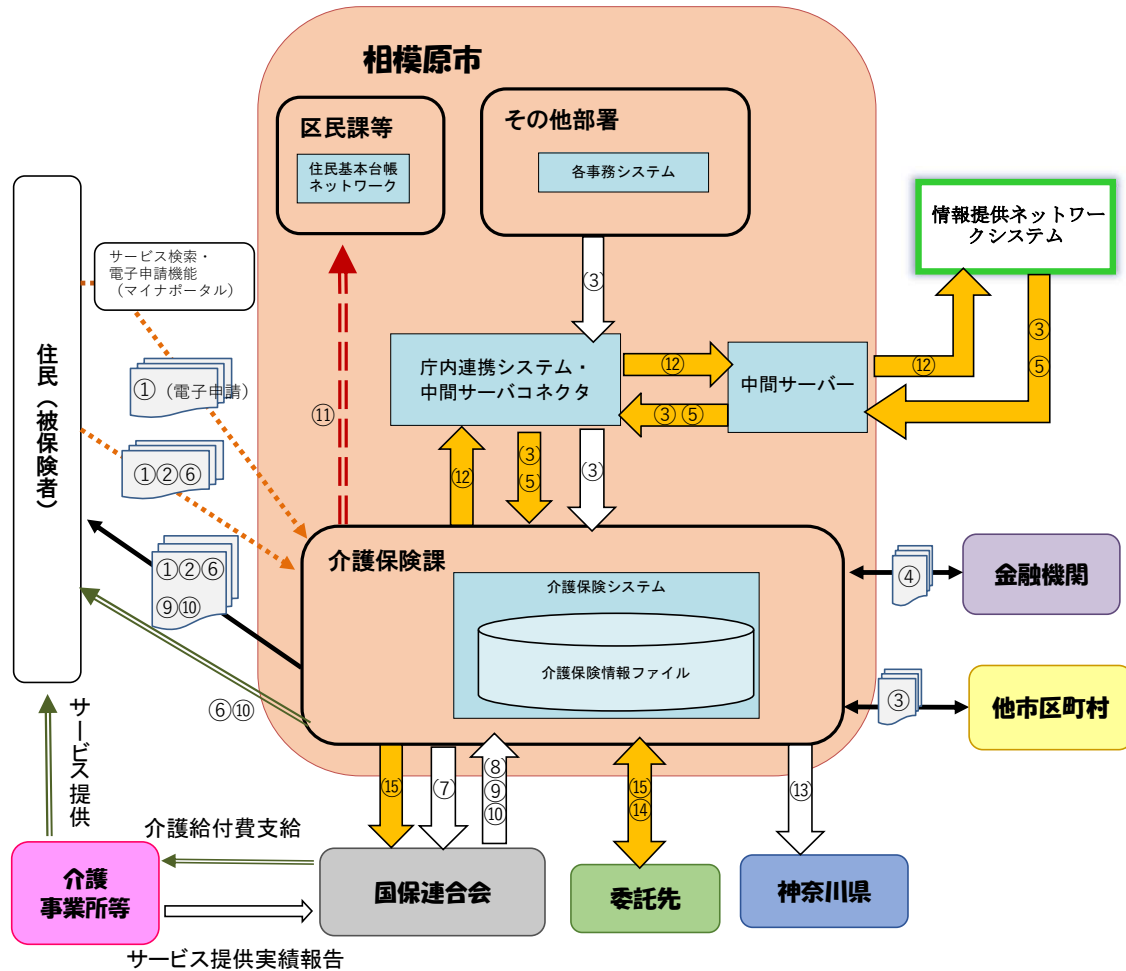 相模原市
区民課等
住民基本台帳
ネットワーク
その他部署
各事務システム
情報提供ネットワー
クシステム
サービス検索・
電子申請機能
（マイナポータル）
住民（被保険者）
①（電子申請）
①②⑥
①②⑥
⑨⑩
⑥⑩
⑪
③
庁内連携システム・
中間サーバコネクタ
⑫
③⑤
中間サーバー
⑫
③
⑤
⑫
③
⑤
③
介護保険課
介護保険システム
介護保険情報ファイル
④
金融機関
③
他市区町村
⑮
⑦
⑧
⑨
⑩
⑮
⑭
⑬
サービス提供
介護給付費支給
介護
事業所等
国保連合会
委託先
神奈川県
サービス提供実績報告